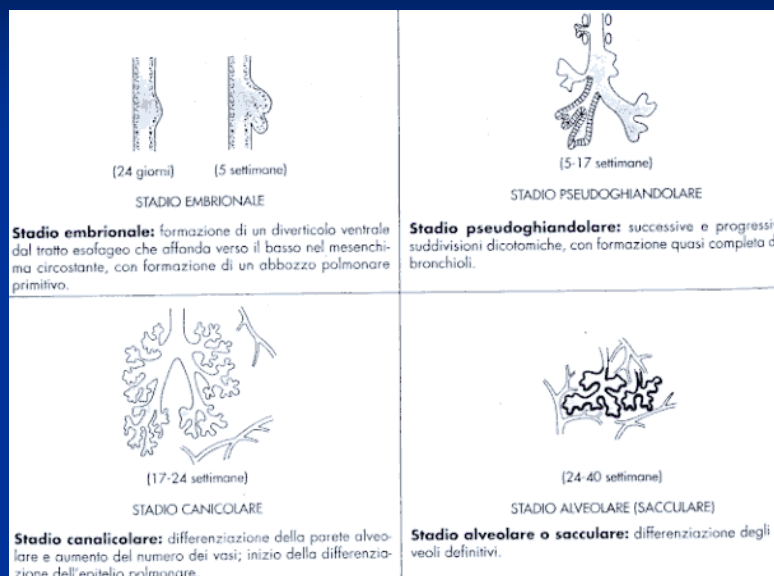 (24 giorni) (5 settimane)
STADIO EMBRIONALE
Stadio embrionale: formazione di un diverticolo ventrale
dal tratto esofageo che affonda verso il basso nel mesenchi-
ma circostante, con formazione di un abbozzo polmonare
primitivo.
(5-17 settimane)
STADIO PSEUDOGHIANDOLARE
Stadio pseudoghiandolare: successive e progressi
suddivisioni dicotomiche, con formazione quasi completa d
bronchioli.
(17-24 settimane)
STADIO CANICOLARE
Stadio canalicolare: differenziazione della parete alveo-
lare e aumento del numero dei vasi; inizio della differenzia-
zione dell'epitelio polmonare.
(24-40 settimane)
STADIO ALVEOLARE (SACCULARE)
Stadio alveolare o sacculare: differenziazione degli
veoli definitivi.